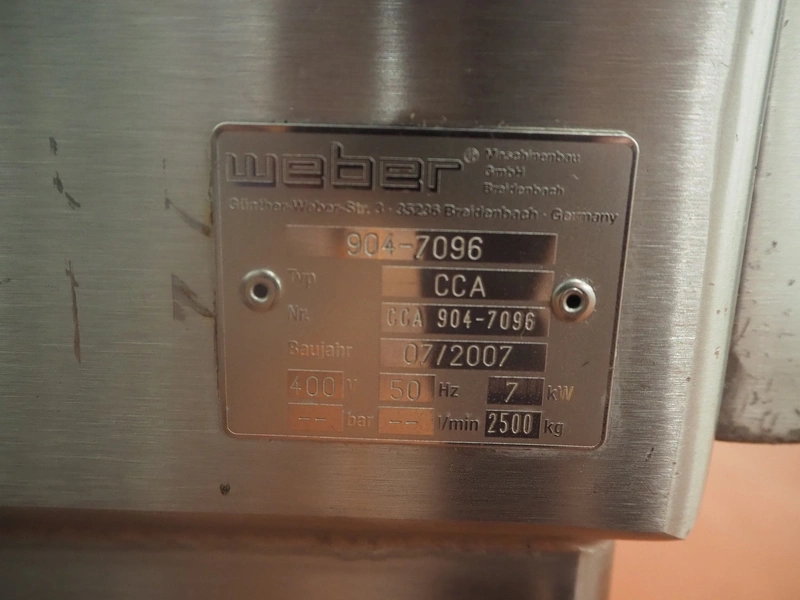 weber ® Maschinenbau
GmbH
Breidenbach
Günther-Weber-Str. 3 · 35236 Breidenbach · Germany
904-7096
Typ CCA
Nr. CCA 904-7096
Baujahr 07/2007
400 V 50 Hz 7 kW
-- bar -- l/min 2500 kg